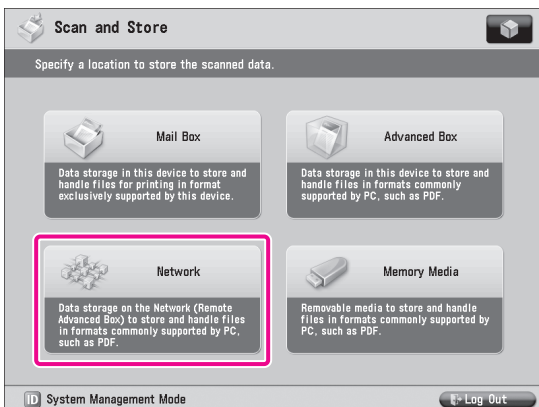 Scan and Store
Specify a location to store the scanned data.
Mail Box
Data storage in this device to store and
handle files for printing in format
exclusively supported by this device.
Advanced Box
Data storage in this device to store and
handle files in formats commonly
supported by PC, such as PDF.
Network
Data storage on the Network (Remote
Advanced Box) to store and handle files
in formats commonly supported by PC,
such as PDF.
Memory Media
Removable media to store and handle
files in formats commonly supported by
PC, such as PDF.
ID System Management Mode
Log Out